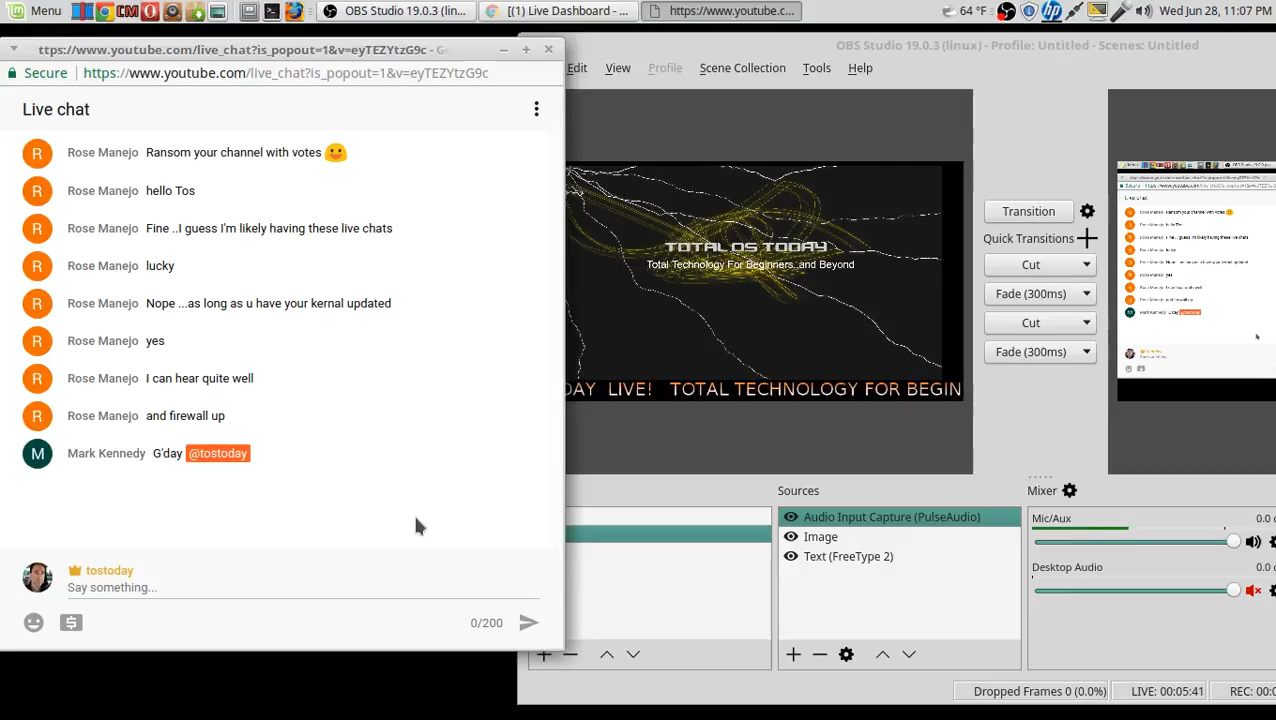 Menu
OBS Studio 19.0.3 (linu...
[(1) Live Dashboard - ...
https://www.youtube.c...
64 °F
Wed Jun 28, 11:07 PM
ttps://www.youtube.com/live_chat?is_popout=1&v=eyTEZYtzG9c - G
Secure
https://www.youtube.com/live_chat?is_popout=1&v=eyTEZYtzG9c
Live chat
R Rose Manejo Ransom your channel with votes
R Rose Manejo hello Tos
R Rose Manejo Fine ..I guess I'm likely having these live chats
R Rose Manejo lucky
R Rose Manejo Nope ...as long as u have your kernal updated
R Rose Manejo yes
R Rose Manejo I can hear quite well
R Rose Manejo and firewall up
M Mark Kennedy G'day @tostoday
tostoday
Say something...
0/200
OBS Studio 19.0.3 (linux) - Profile: Untitled - Scenes: Untitled
Edit View Profile Scene Collection Tools Help
TOTAL OS TODAY
Total Technology For Beginners..and Beyond
DAY LIVE! TOTAL TECHNOLOGY FOR BEGIN
Transition
Quick Transitions
Cut
Fade (300ms)
Cut
Fade (300ms)
Sources
Audio Input Capture (PulseAudio)
Image
Text (FreeType 2)
Mixer
Mic/Aux 0.0
Desktop Audio 0.0
Dropped Frames 0 (0.0%)
LIVE: 00:05:41
REC: 00:0